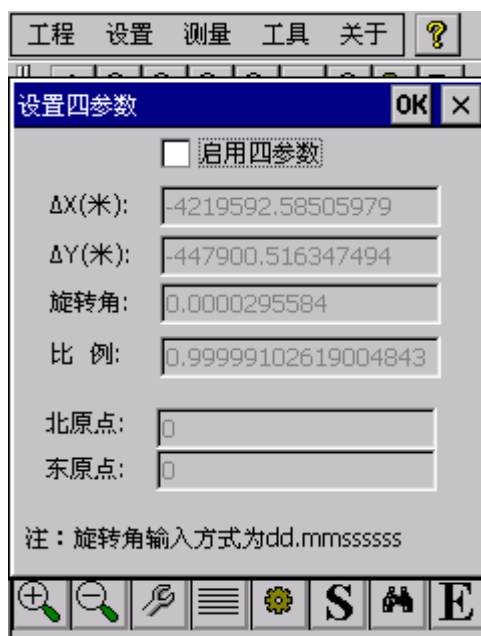 工程 设置 测量 工具 关于 ?
设置四参数 OK ×
启用四参数
ΔX(米): -4219592.58505979
ΔY(米): -447900.516347494
旋转角: 0.0000295584
比 例: 0.99999102619004843
北原点: 0
东原点: 0
注：旋转角输入方式为dd.mmssssss
S E